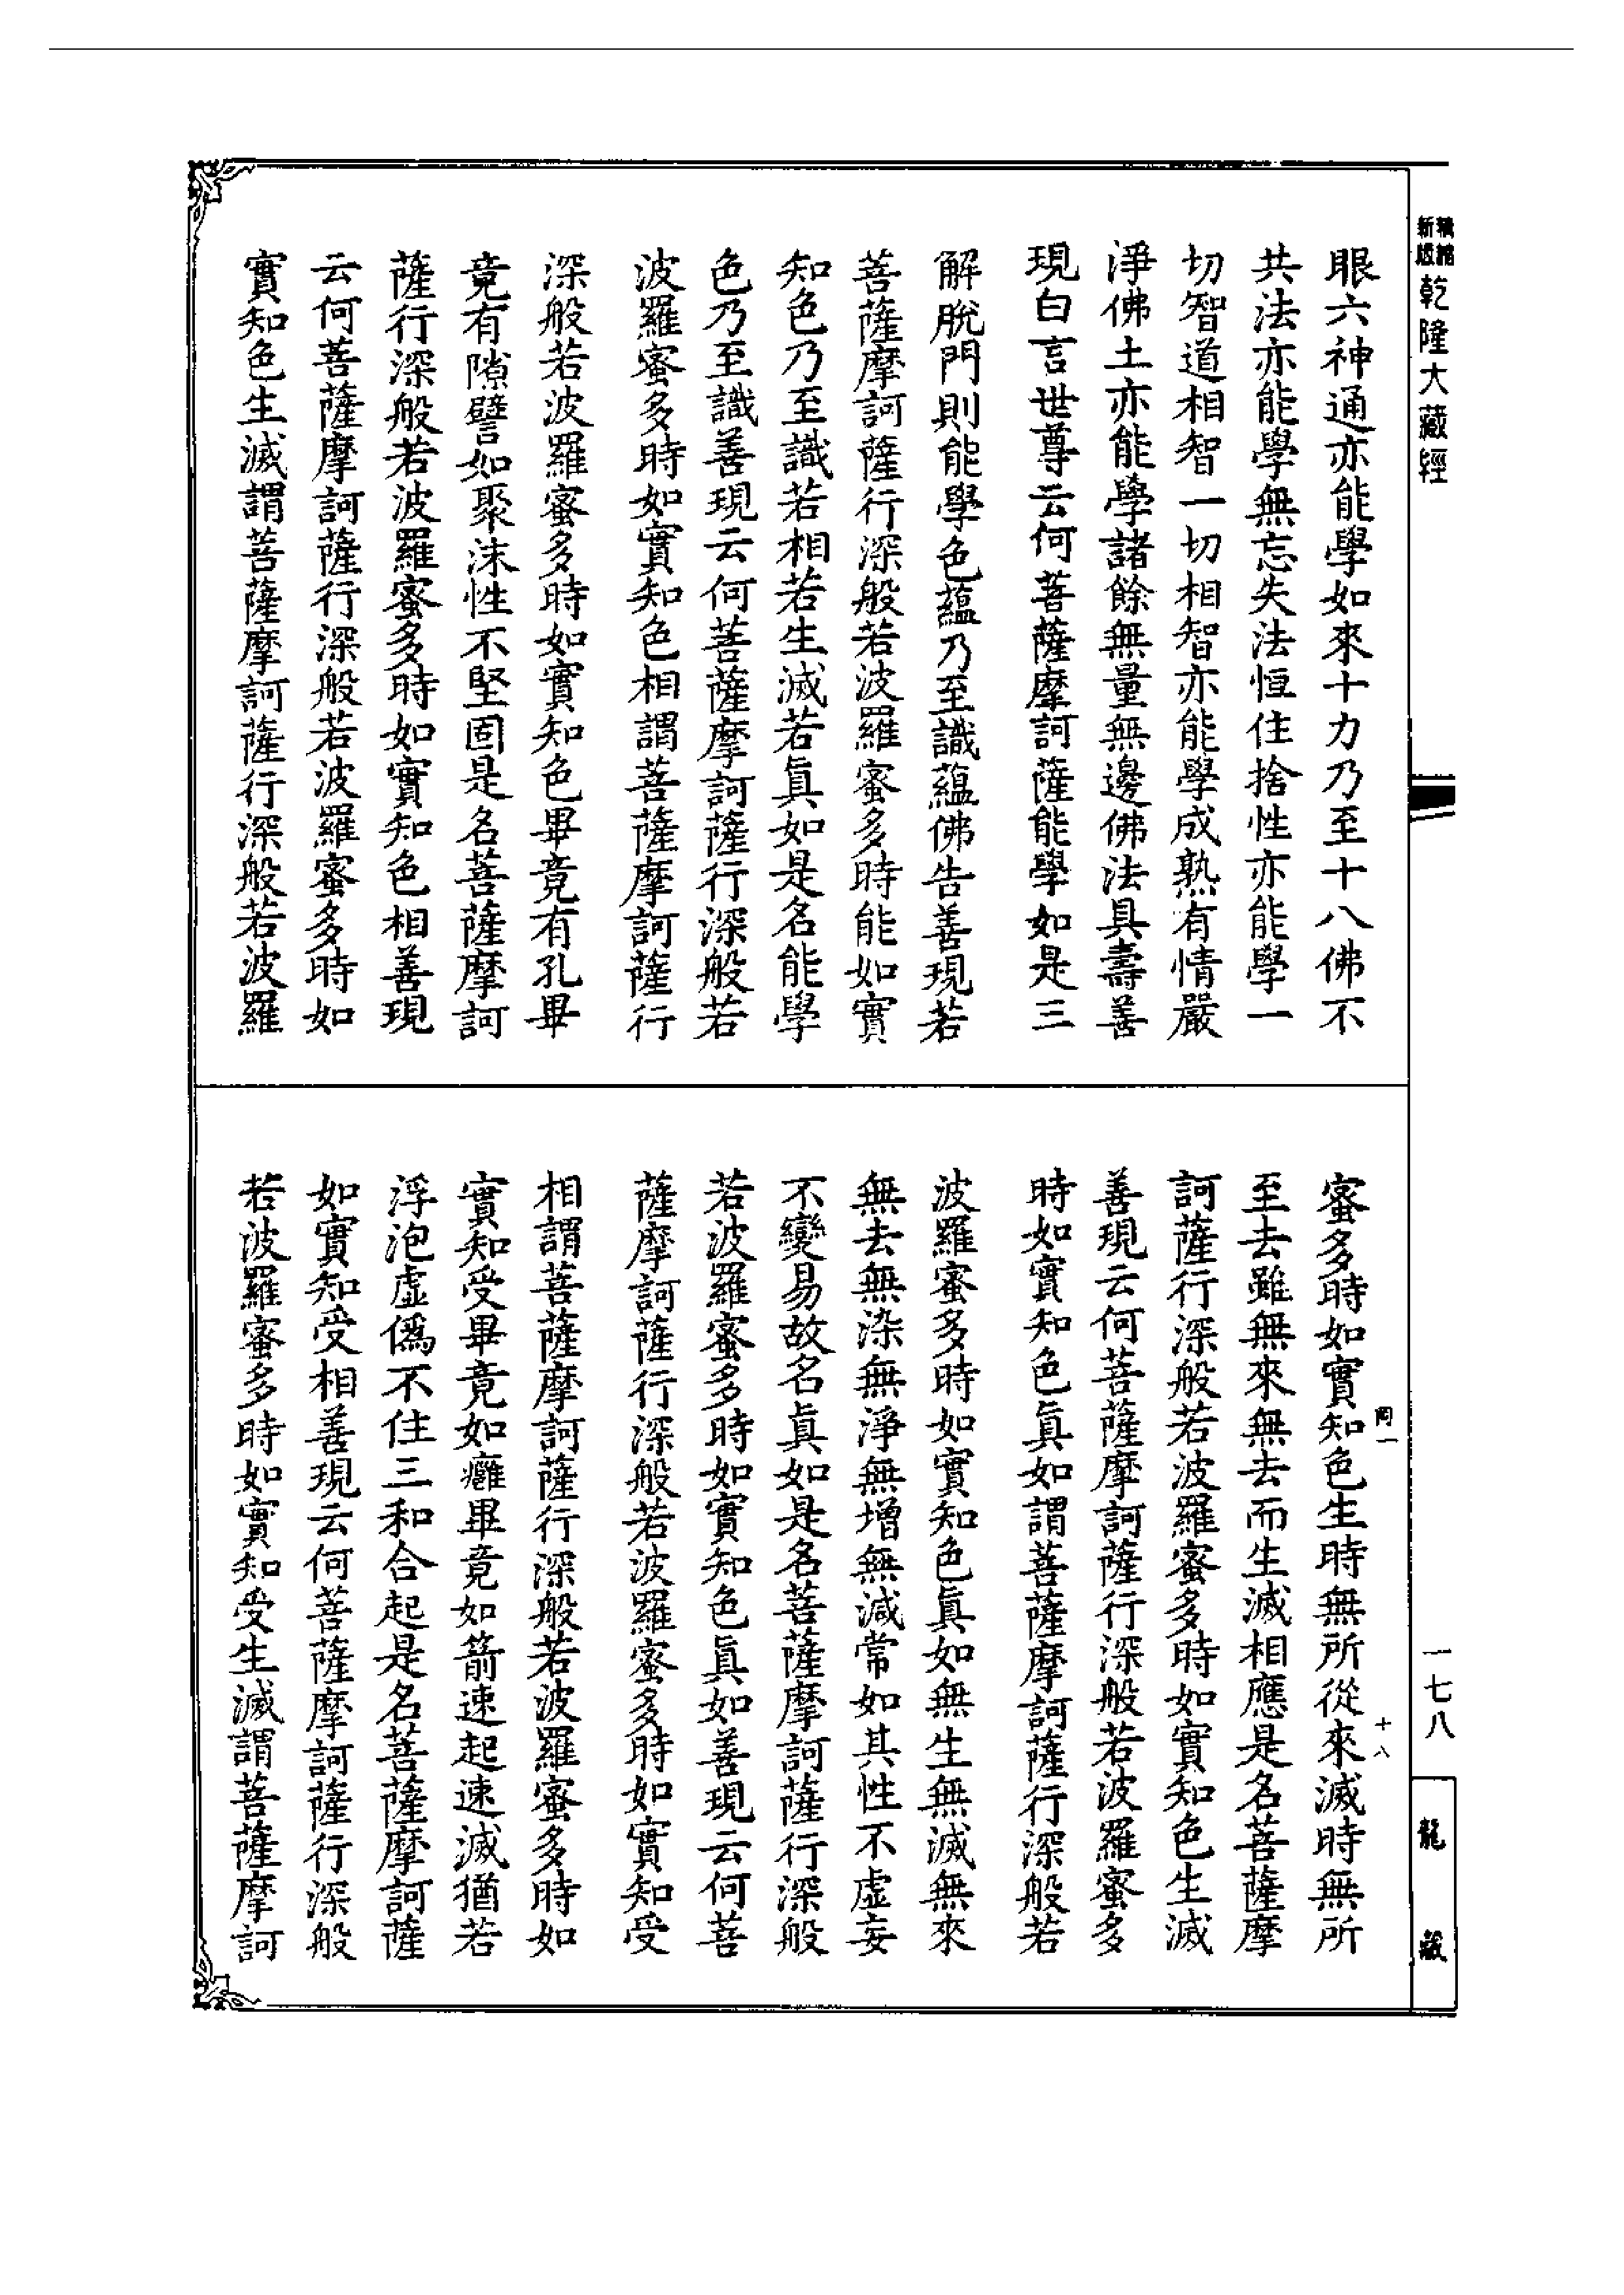 新版 精縮 乾隆大藏經
眼六神通亦能學如來十力乃至十八佛不
共法亦能學無忘失法恒住捨性亦能學一
切智道相智一切相智亦能學成熟有情嚴
淨佛土亦能學諸餘無量無邊佛法具壽善
現白言世尊云何菩薩摩訶薩能學如是三
解脫門則能學色蘊乃至識蘊佛告善現若
菩薩摩訶薩行深般若波羅蜜多時能如實
知色乃至識若相若生滅若眞如是名能學
色乃至識善現云何菩薩摩訶薩行深般若
波羅蜜多時如實知色相謂菩薩摩訶薩行
深般若波羅蜜多時如實知色畢竟有孔畢
竟有隙譬如聚沫性不堅固是名菩薩摩訶
薩行深般若波羅蜜多時如實知色相善現
云何菩薩摩訶薩行深般若波羅蜜多時如
實知色生滅謂菩薩摩訶薩行深般若波羅
蜜多時如實知色生時無所從來滅時無所
至去雖無來無去而生滅相應是名菩薩摩
訶薩行深般若波羅蜜多時如實知色生滅
善現云何菩薩摩訶薩行深般若波羅蜜多
時如實知色眞如謂菩薩摩訶薩行深般若
波羅蜜多時如實知色眞如無生無滅無來
無去無染無淨無增無減常如其性不虛妄
不變易故名眞如是名菩薩摩訶薩行深般
若波羅蜜多時如實知色眞如善現云何菩
薩摩訶薩行深般若波羅蜜多時如實知受
相謂菩薩摩訶薩行深般若波羅蜜多時如
實知受畢竟如癰畢竟如箭速起速滅猶若
浮泡虛僞不住三和合起是名菩薩摩訶薩
如實知受相善現云何菩薩摩訶薩行深般
若波羅蜜多時如實知受生滅謂菩薩摩訶
十八
一七八
龍藏